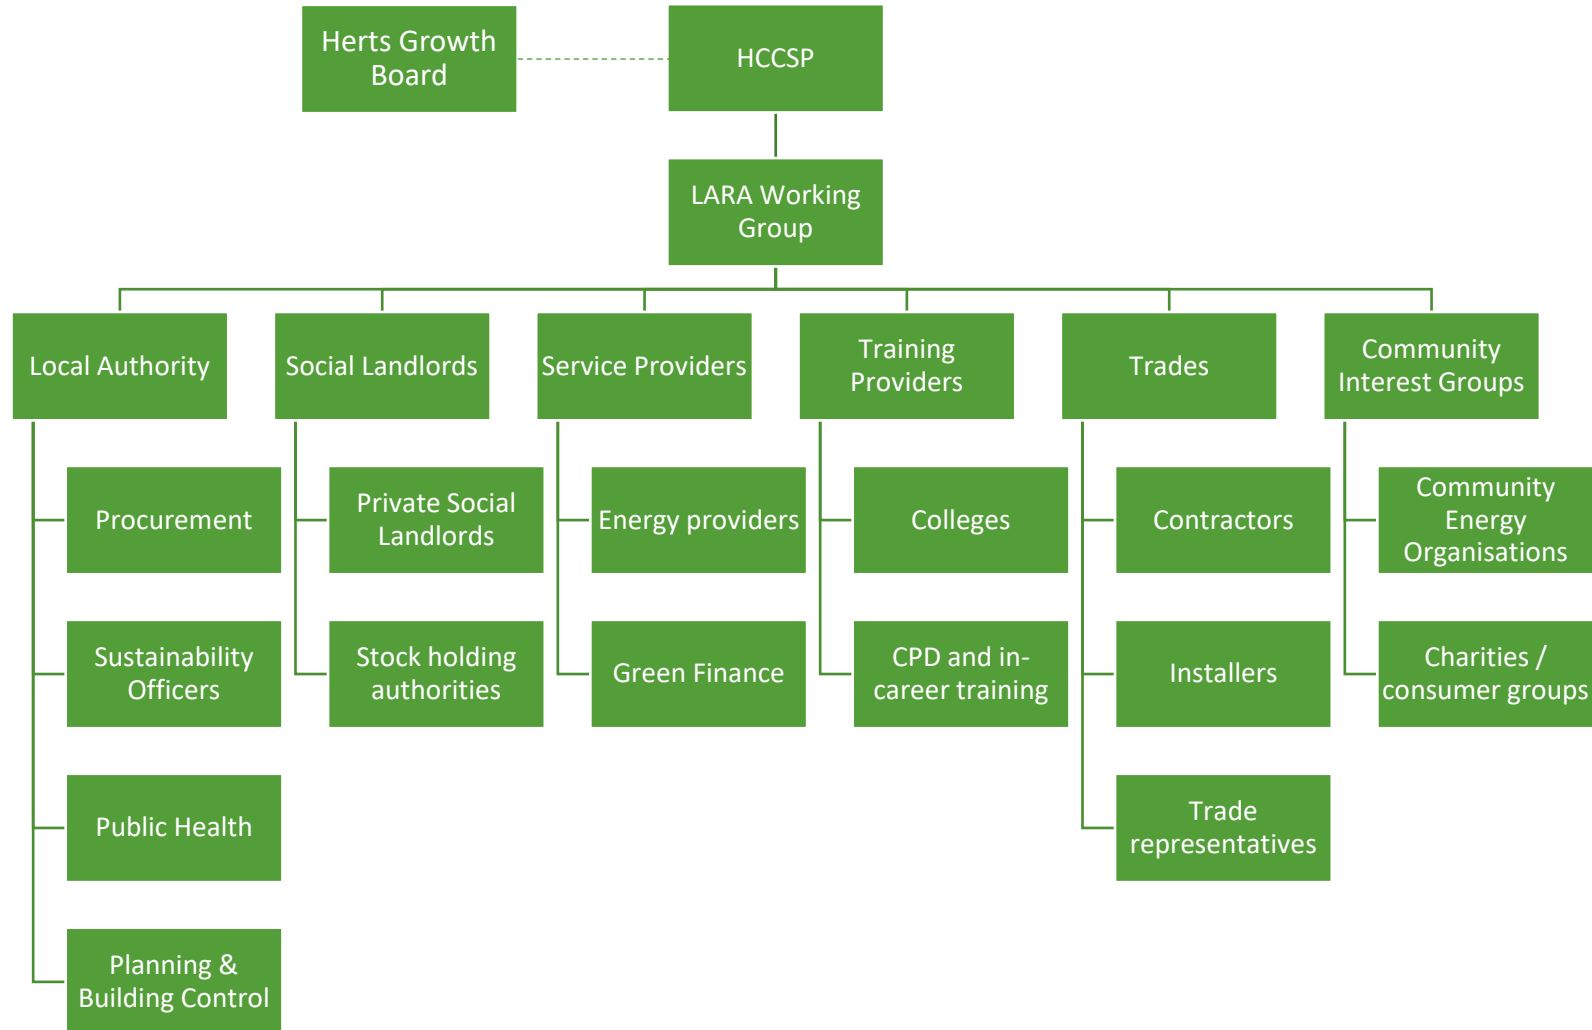 Herts Growth
Board
HCCSP
LARA Working
Group
Local Authority
Social Landlords
Service Providers
Training
Providers
Trades
Community
Interest Groups
Procurement
Sustainability
Officers
Public Health
Planning &
Building Control
Private Social
Landlords
Stock holding
authorities
Energy providers
Green Finance
Colleges
CPD and in-
career training
Contractors
Installers
Trade
representatives
Community
Energy
Organisations
Charities /
consumer groups